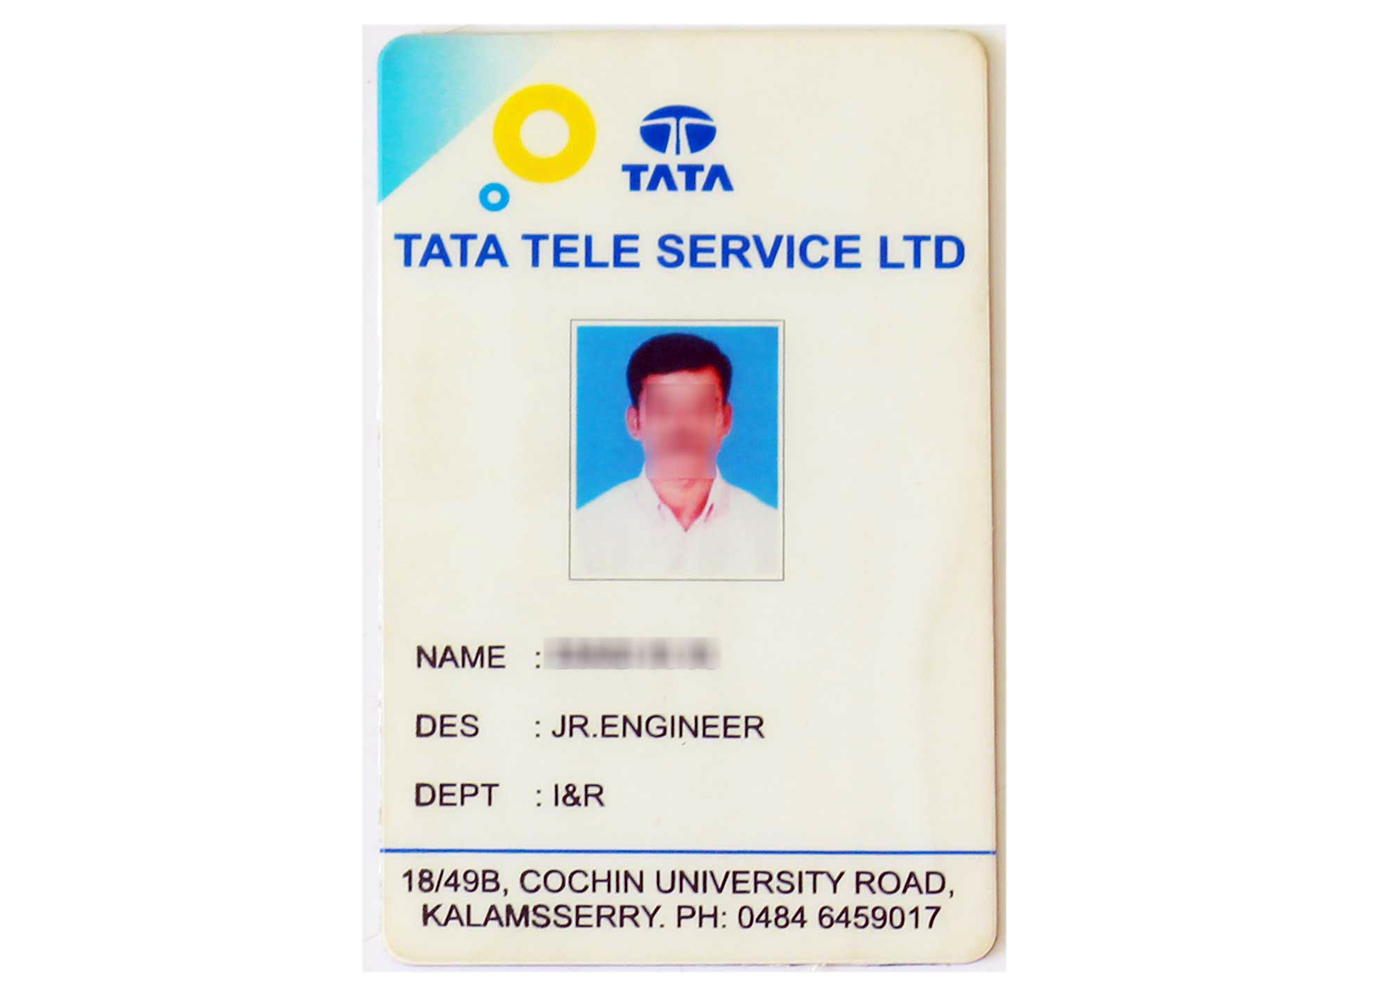 TATA
TATA TELE SERVICE LTD
NAME :
DES : JR.ENGINEER
DEPT : I&R
18/49B, COCHIN UNIVERSITY ROAD,
KALAMSSERRY. PH: 0484 6459017